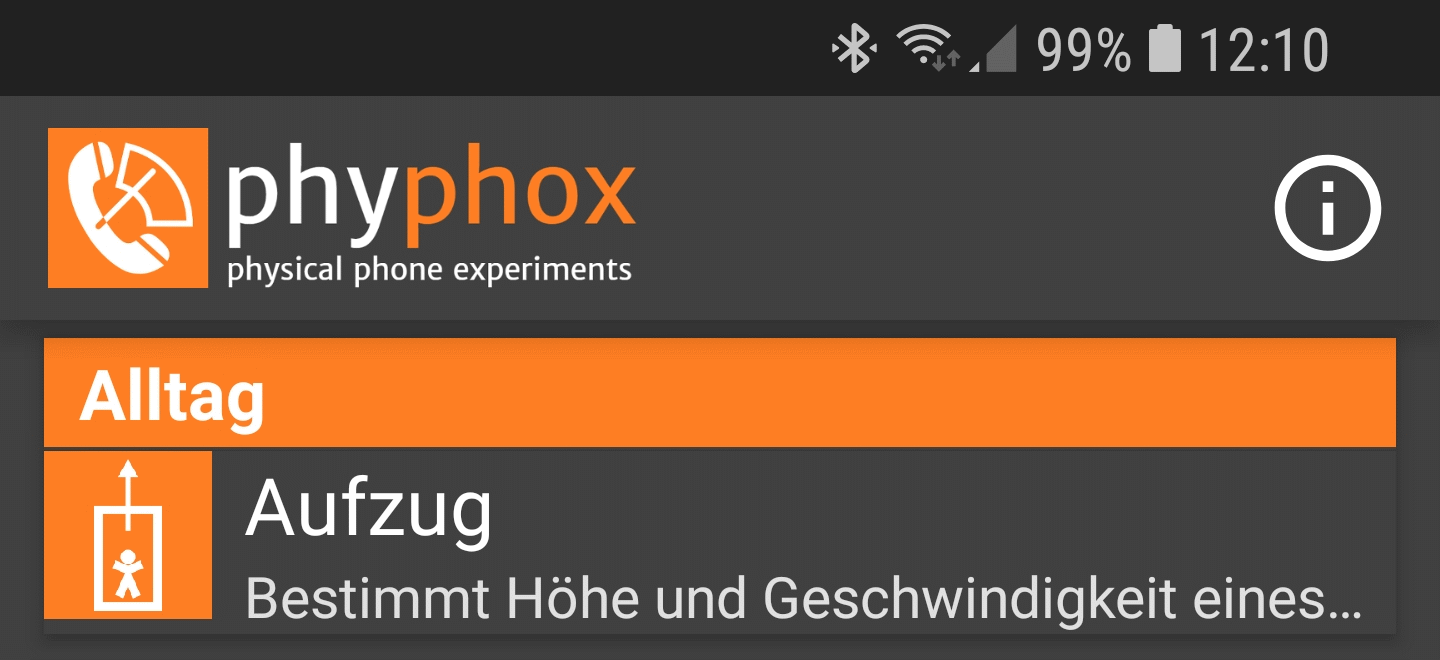 99% 12:10
phyphox
physical phone experiments
Alltag
Aufzug
Bestimmt Höhe und Geschwindigkeit eines...